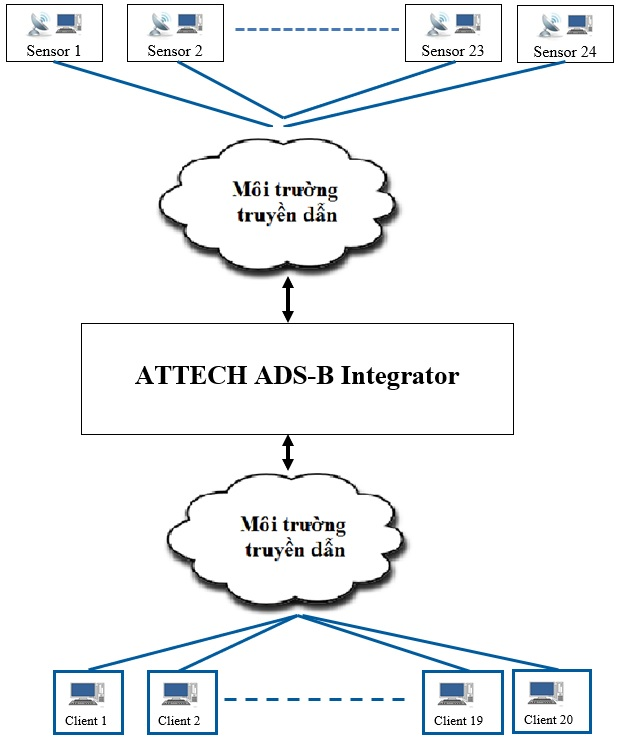 Sensor 1
Sensor 2
Sensor 23
Sensor 24
Môi trường
truyền dẫn
ATTECH ADS-B Integrator
Môi trường
truyền dẫn
Client 1
Client 2
Client 19
Client 20